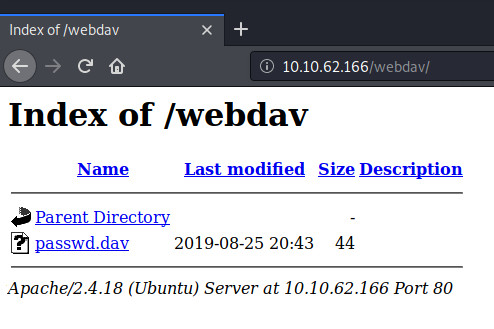 Index of /webdav
10.10.62.166/webdav/
Index of /webdav
Name Last modified Size Description
Parent Directory -
passwd.dav 2019-08-25 20:43 44
Apache/2.4.18 (Ubuntu) Server at 10.10.62.166 Port 80